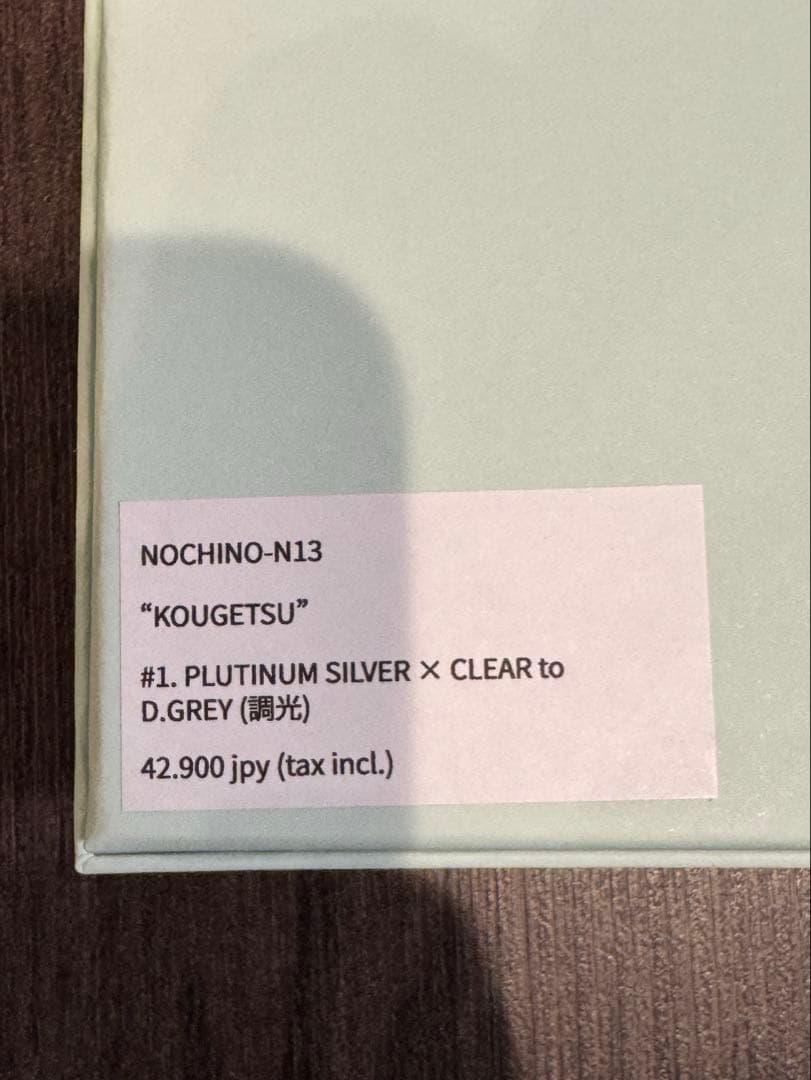 NOCHINO-N13
“KOUGETSU”
#1. PLUTINUM SILVER × CLEAR to
D.GREY (調光)
42.900 jpy (tax incl.)